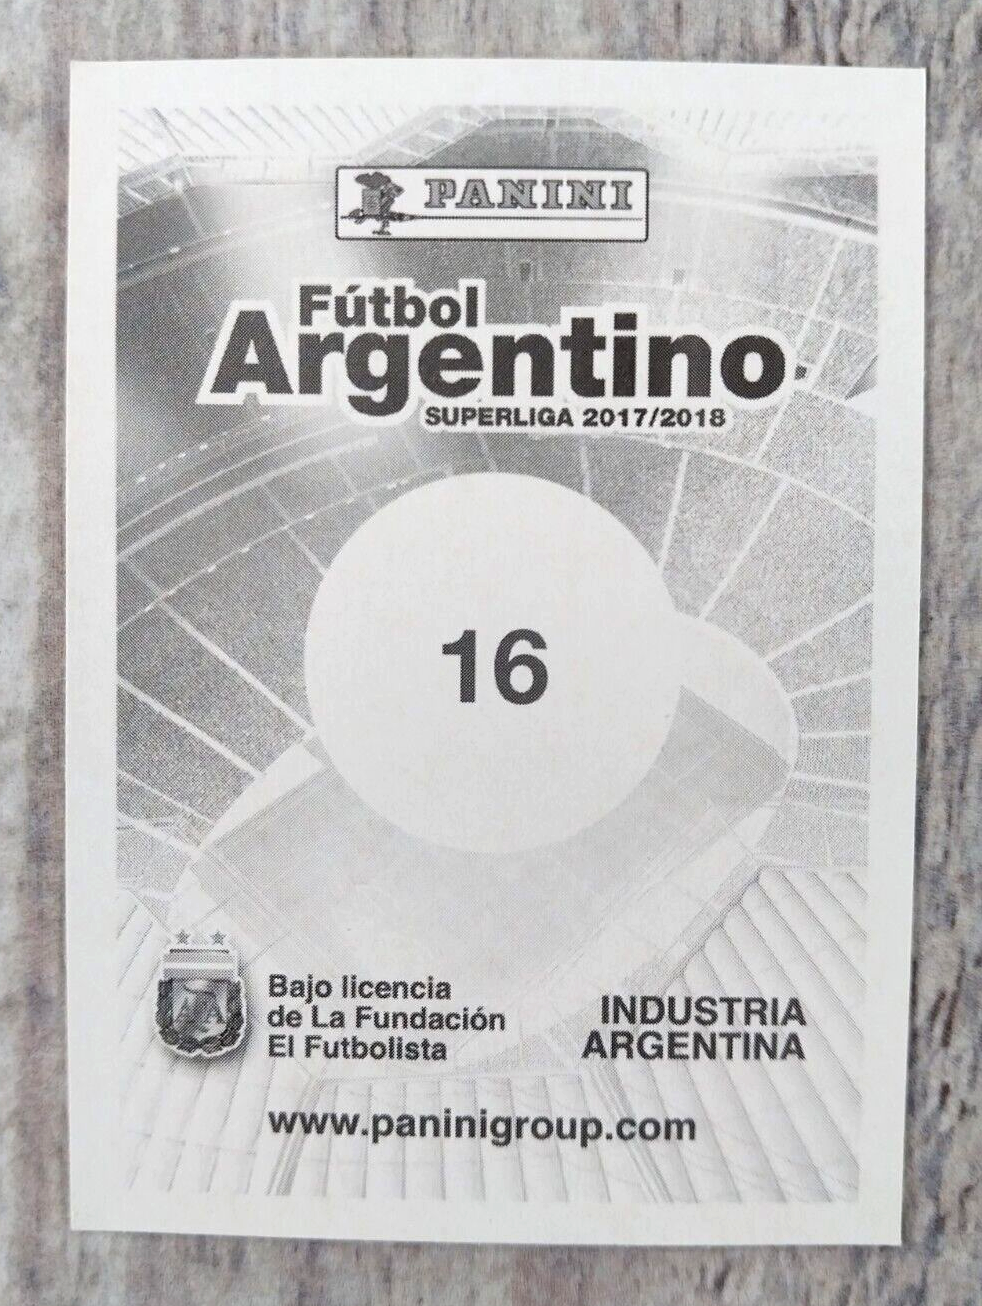 PANINI
Fútbol
Argentino
SUPERLIGA 2017/2018
16
Bajo licencia
de La Fundación
El Futbolista
INDUSTRIA
ARGENTINA
www.paninigroup.com